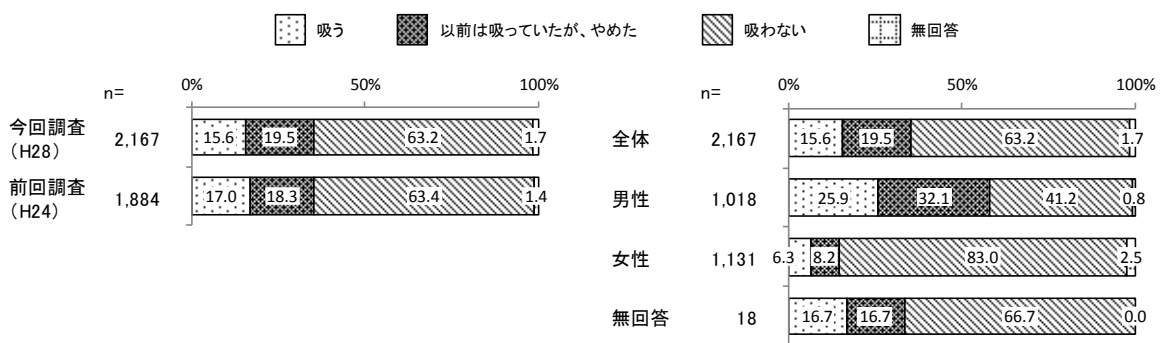 吸う 以前は吸っていたが、やめた 吸わない 無回答
n= 0% 50% 100%
今回調査
（H28） 2,167 15.6 19.5 63.2 1.7
前回調査
（H24） 1,884 17.0 18.3 63.4 1.4
n= 0% 50% 100%
全体 2,167 15.6 19.5 63.2 1.7
男性 1,018 25.9 32.1 41.2 0.8
女性 1,131 6.3 8.2 83.0 2.5
無回答 18 16.7 16.7 66.7 0.0